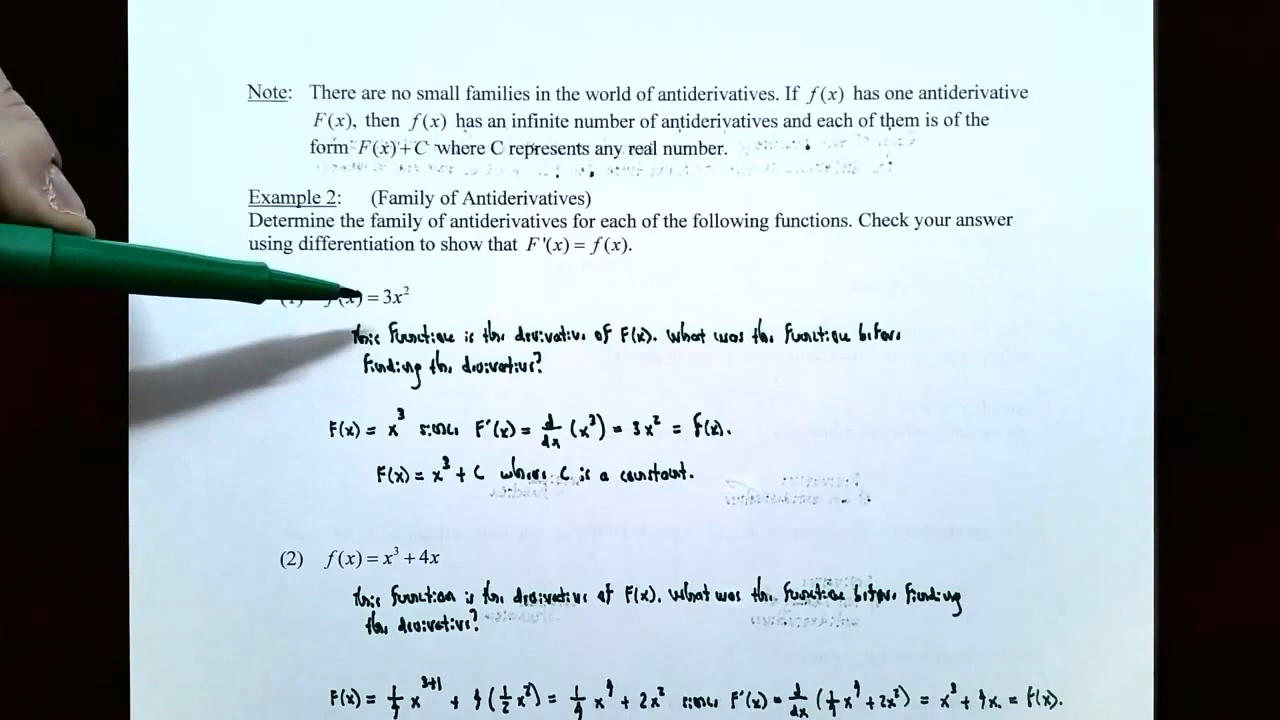 Note: There are no small families in the world of antiderivatives. If f(x) has one antiderivative
F(x), then f(x) has an infinite number of antiderivatives and each of them is of the
form F(x)+C where C represents any real number.
Example 2: (Family of Antiderivatives)
Determine the family of antiderivatives for each of the following functions. Check your answer
using differentiation to show that F'(x) = f(x).
= 3x²
This function is the derivative of F(x). What was the function before
finding the derivative?
F(x) = x³ since F'(x) = d/dx (x³) = 3x² = f(x).
F(x) = x³ + C where C is a constant.
(2) f(x) = x³ + 4x
This function is the derivative of F(x). What was the function before finding
the derivative?
F(x) = 1/4 x³⁺¹ + 4(1/2 x²) = 1/4 x⁴ + 2x² since F'(x) = d/dx (1/4 x⁴ + 2x²) = x³ + 4x = f(x).